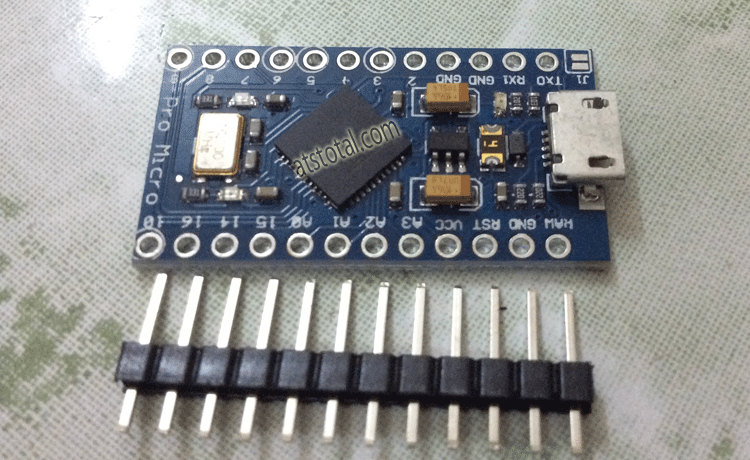 9 8 7 6 5 4 3 2 GND GND RX1 TXO J1
Pro Micro
atstotal.com
10 16 14 15 A0 A1 A2 A3 VCC RST GND RAW